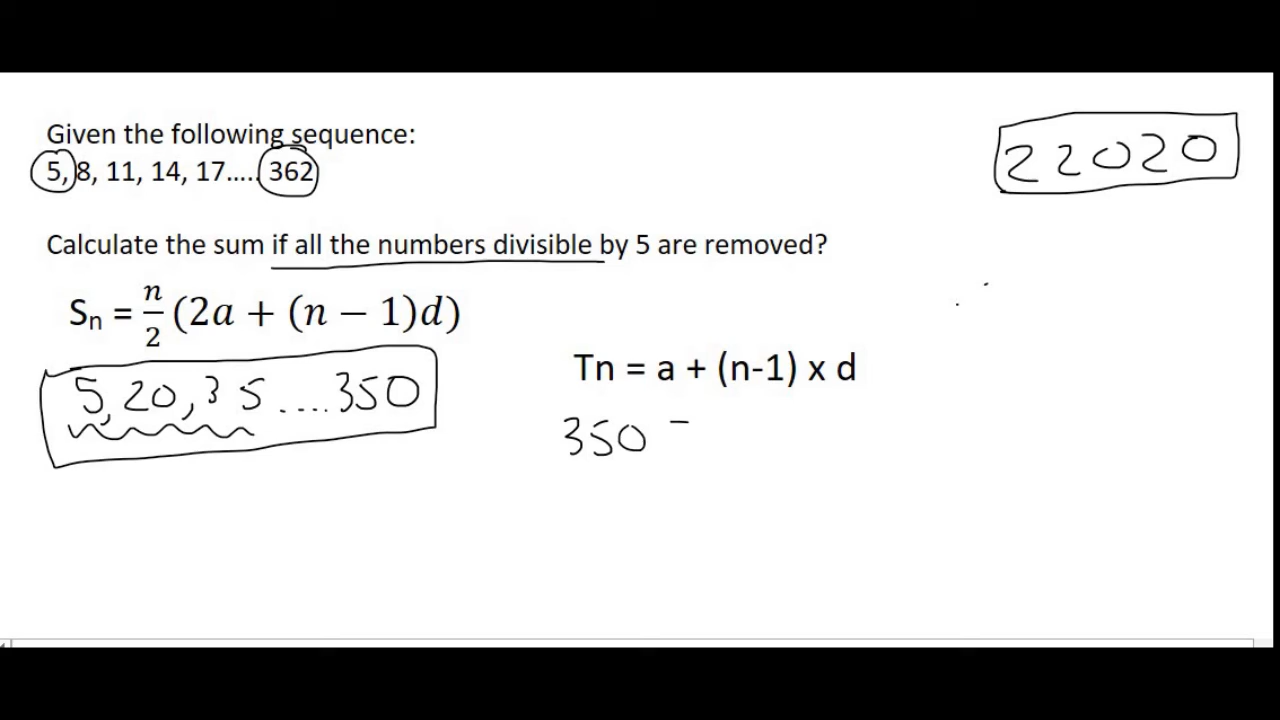 Given the following sequence:
5, 8, 11, 14, 17..... 362
22020
Calculate the sum if all the numbers divisible by 5 are removed?
Sn = n/2 (2a + (n − 1)d)
Tn = a + (n-1) x d
5, 20, 35 ....350
350 -